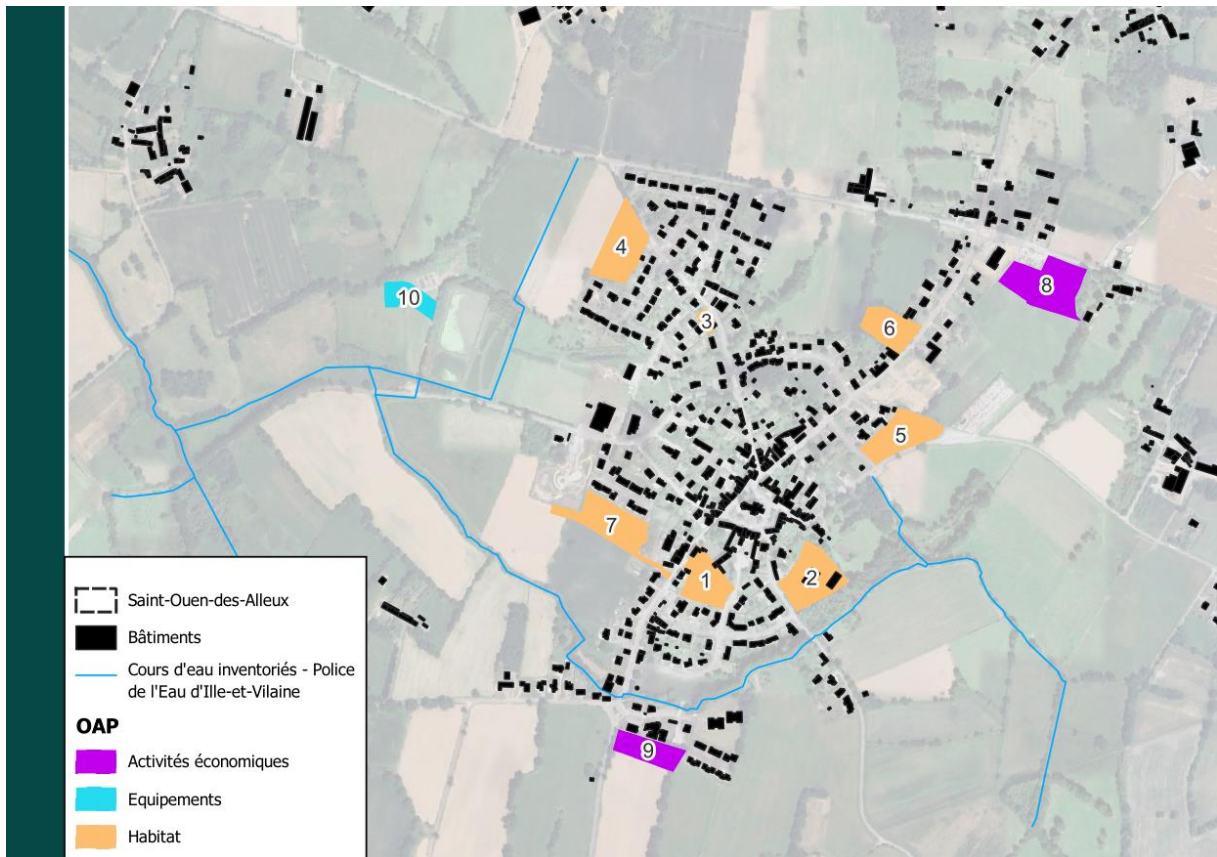 4
10
8
3
6
5
7
1
2
9
Saint-Ouen-des-Alleux
Bâtiments
Cours d'eau inventoriés - Police
de l'Eau d'Ille-et-Vilaine
OAP
Activités économiques
Equipements
Habitat